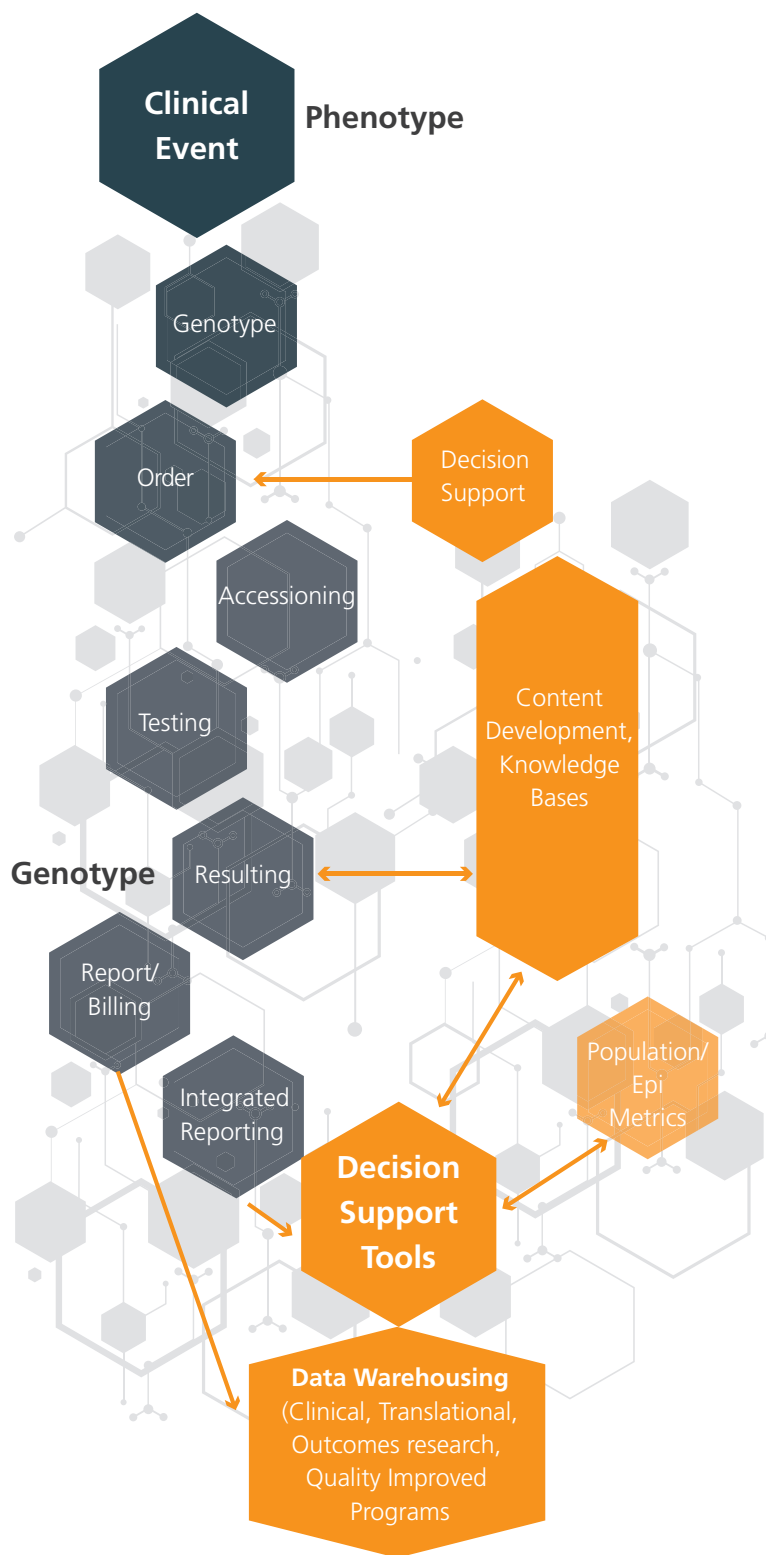 Clinical
Event
Phenotype
Genotype
Order
Decision
Support
Accessioning
Content
Development,
Knowledge
Bases
Testing
Genotype
Resulting
Report/
Billing
Population/
Epi
Metrics
Integrated
Reporting
Decision
Support
Tools
Data Warehousing
(Clinical, Translational,
Outcomes research,
Quality Improved
Programs